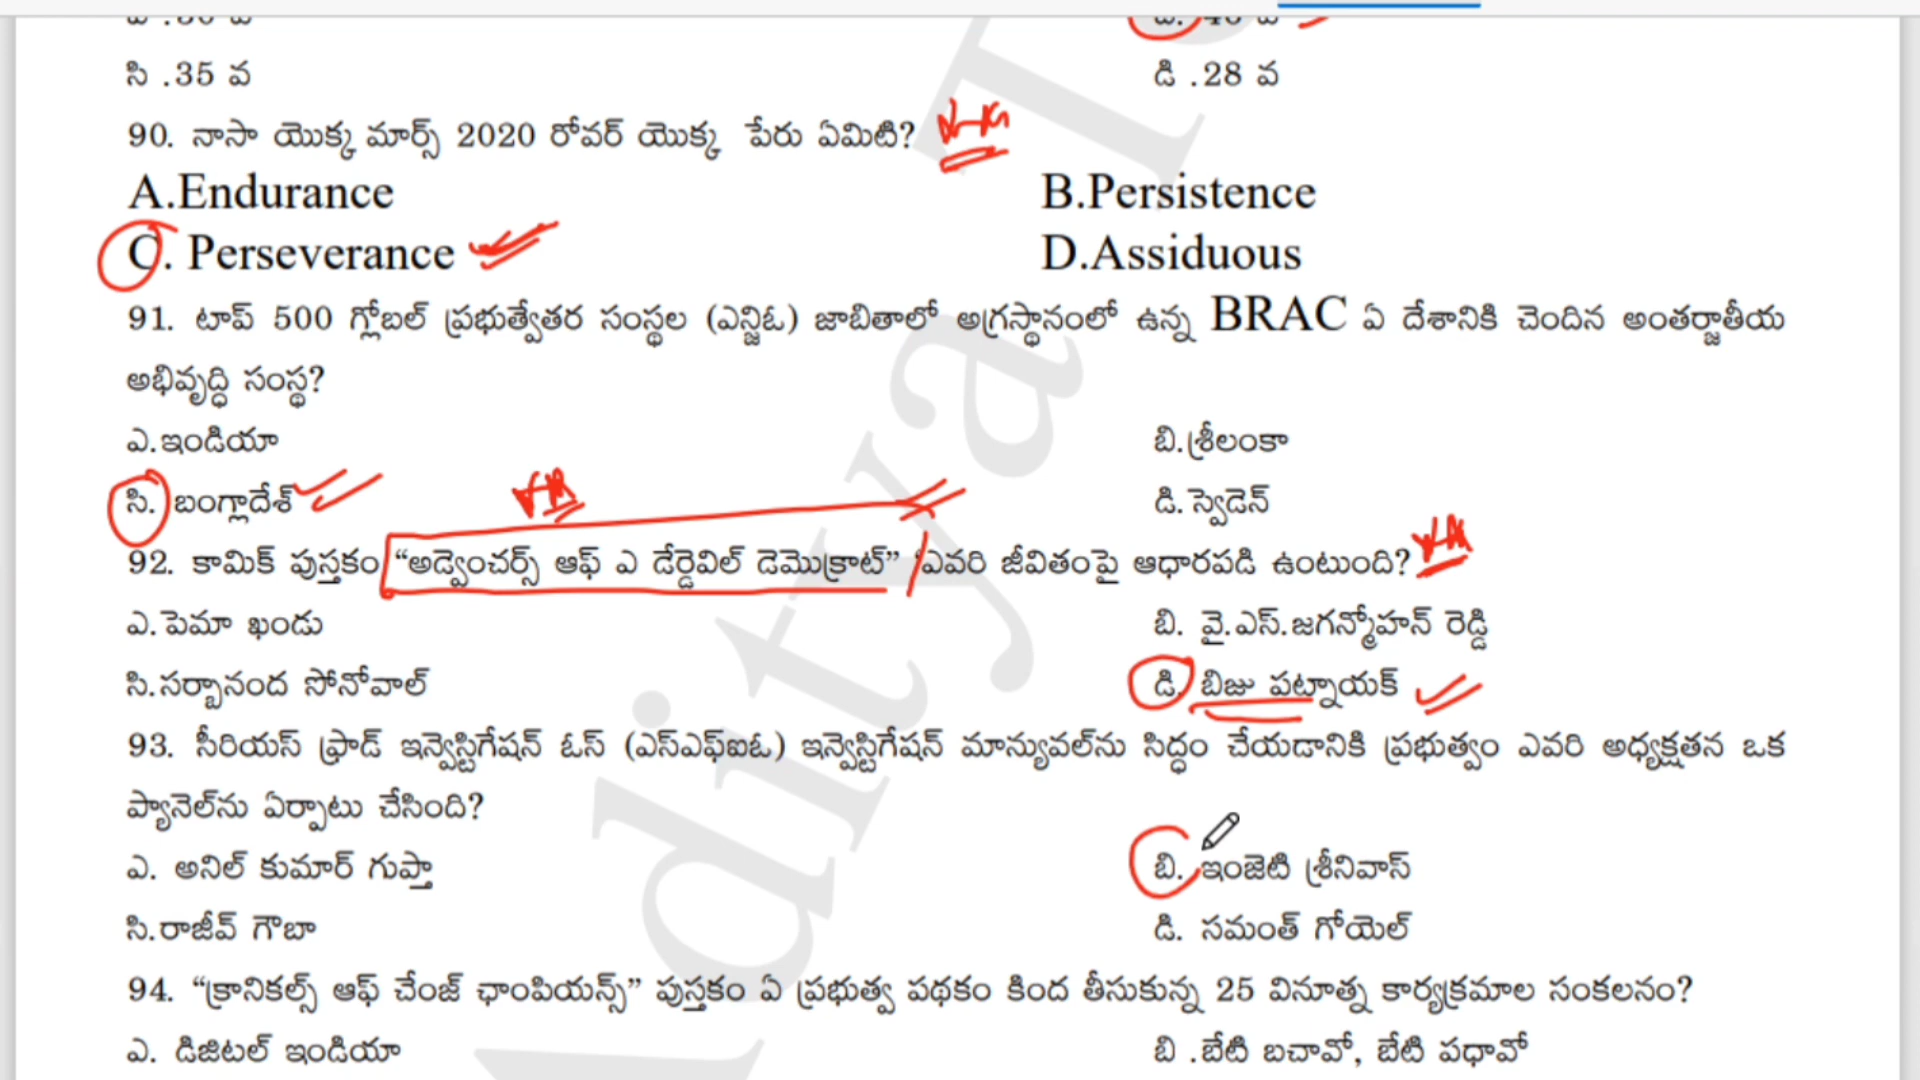 సి .35 వ
డి .28 వ
90. నాసా యొక్క మార్స్ 2020 రోవర్ యొక్క పేరు ఏమిటి?
A.Endurance
B.Persistence
C. Perseverance
D.Assiduous
91. టాప్ 500 గ్లోబల్ ప్రభుత్వేతర సంస్థల (ఎన్జిఓ) జాబితాలో అగ్రస్థానంలో ఉన్న BRAC ఏ దేశానికి చెందిన అంతర్జాతీయ
అభివృద్ధి సంస్థ?
ఎ.ఇండియా
బి.శ్రీలంకా
సి. బంగ్లాదేశ్
డి.స్వెడెన్
92. కామిక్ పుస్తకం “అడ్వెంచర్స్ ఆఫ్ ఎ డేర్డెవిల్ డెమొక్రాట్” ఎవరి జీవితంపై ఆధారపడి ఉంటుంది?
ఎ.పెమా ఖండు
బి. వై.ఎస్.జగన్మోహన్ రెడ్డి
సి.సర్బానంద సోనోవాల్
డి. బిజు పట్నాయక్
93. సీరియస్ ఫ్రాడ్ ఇన్వెస్టిగేషన్ ఓస్ (ఎస్ఎఫ్ఐఓ) ఇన్వెస్టిగేషన్ మాన్యువల్‌ను సిద్ధం చేయడానికి ప్రభుత్వం ఎవరి అధ్యక్షతన ఒక
ప్యానెల్‌ను ఏర్పాటు చేసింది?
ఎ. అనిల్ కుమార్ గుప్తా
బి. ఇంజెటి శ్రీనివాస్
సి.రాజీవ్ గౌబా
డి. సమంత్ గోయెల్
94. “క్రానికల్స్ ఆఫ్ చేంజ్ ఛాంపియన్స్” పుస్తకం ఏ ప్రభుత్వ పథకం కింద తీసుకున్న 25 వినూత్న కార్యక్రమాల సంకలనం?
ఎ. డిజిటల్ ఇండియా
బి .బేటి బచావో, బేటి పధావో